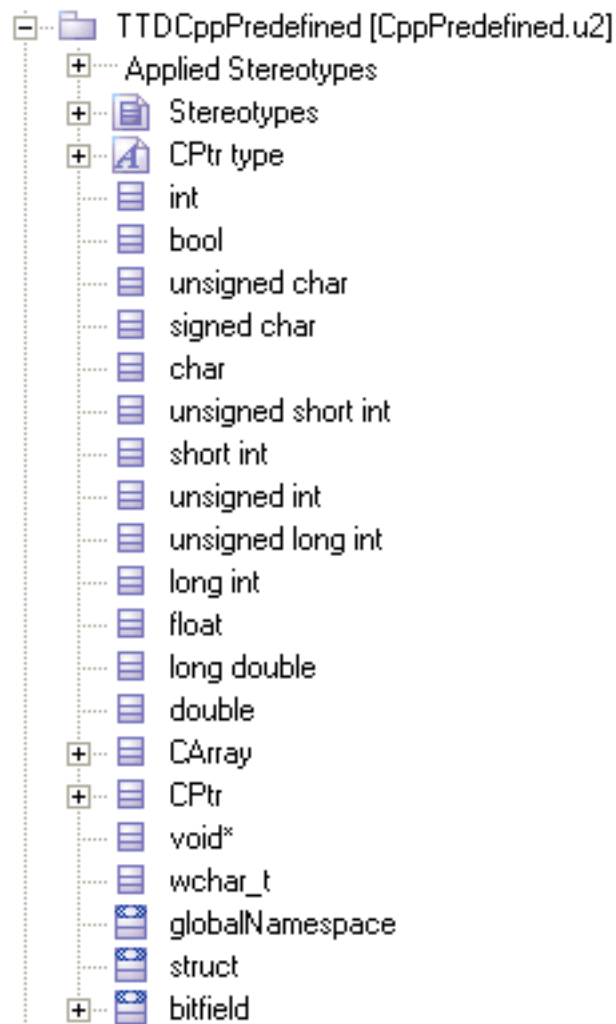 TTDCppPredefined [CppPredefined.u2]
Applied Stereotypes
Stereotypes
CPtr type
int
bool
unsigned char
signed char
char
unsigned short int
short int
unsigned int
unsigned long int
long int
float
long double
double
CArray
CPtr
void*
wchar_t
globalNamespace
struct
bitfield